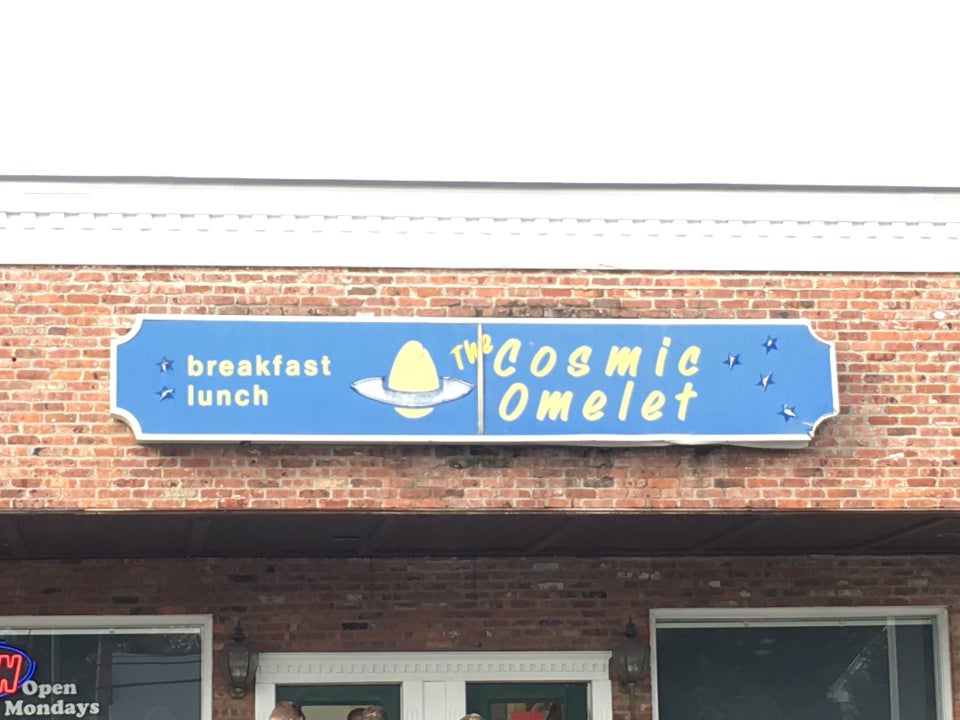 breakfast
lunch
The
Cosmic
Omelet
Open
Mondays